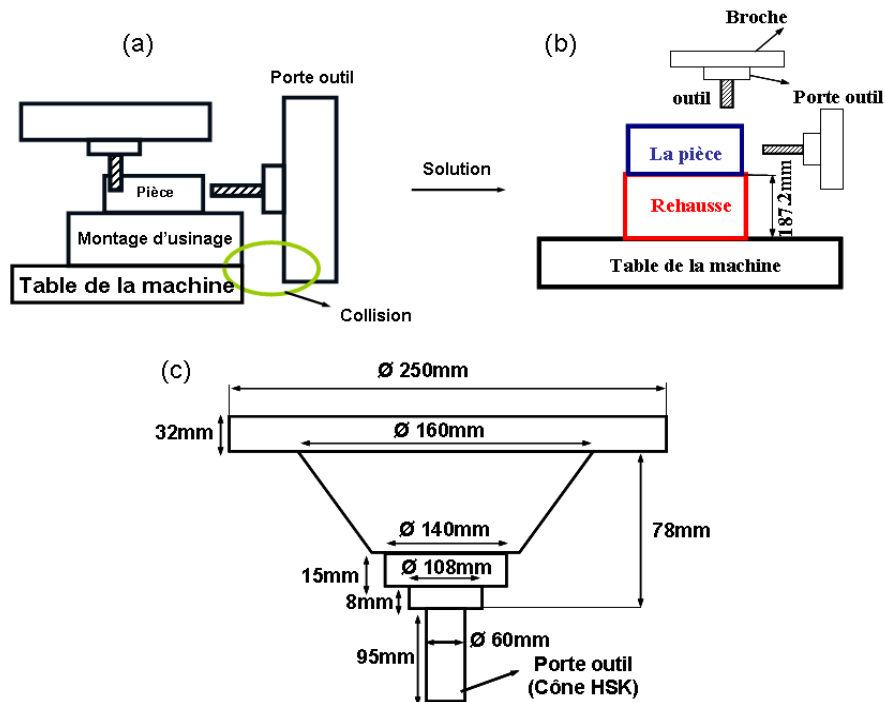 (a)
Porte outil
Pièce
Montage d'usinage
Table de la machine
Collision
Solution
(b)
Broche
outil
Porte outil
La pièce
Rehausse
187.2mm
Table de la machine
(c)
Ø 250mm
32mm
Ø 160mm
Ø 140mm
78mm
Ø 108mm
15mm
8mm
Ø 60mm
95mm
Porte outil
(Cône HSK)